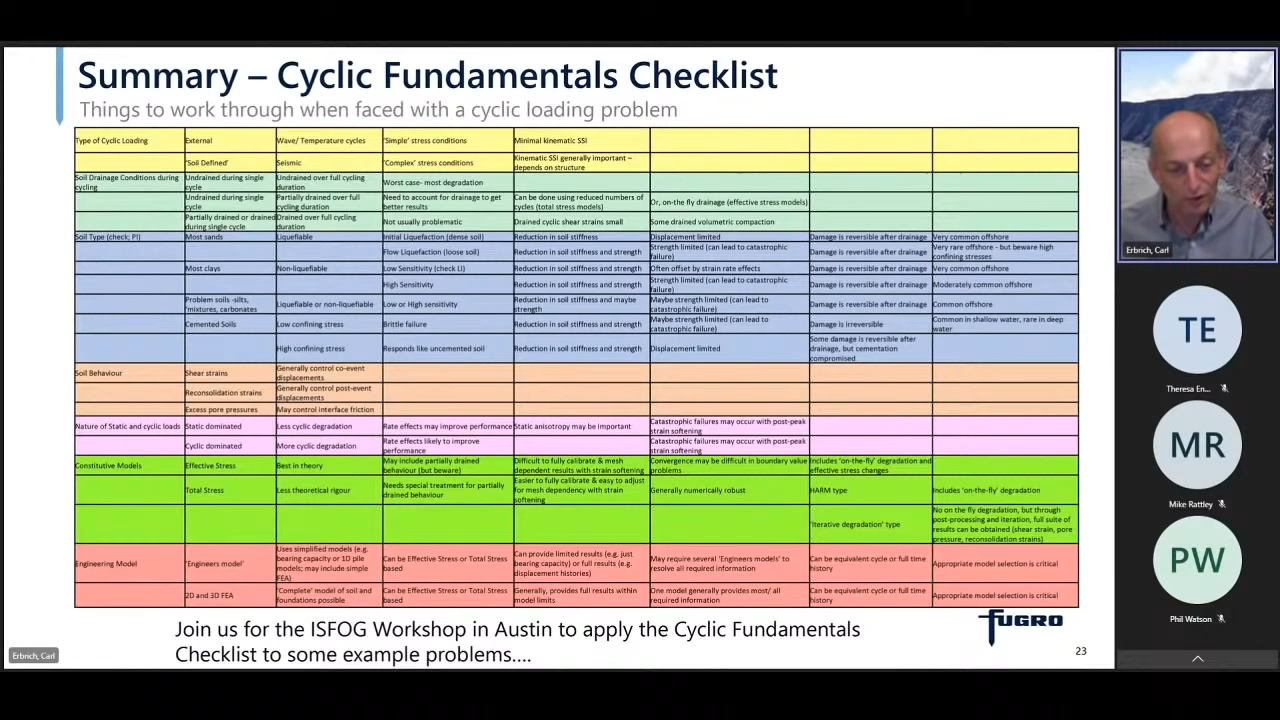 Summary – Cyclic Fundamentals Checklist
Things to work through when faced with a cyclic loading problem
Type of Cyclic Loading External Wave/ Temperature cycles 'Simple' stress conditions Minimal kinematic SSI
'Soil Defined' Seismic 'Complex' stress conditions Kinematic SSI generally important – depends on structure
Soil Drainage Conditions during cycling Undrained during single cycle Undrained over full cycling duration Worst case- most degradation
Undrained during single cycle Partially drained over full cycling duration Need to account for drainage to get better results Can be done using reduced numbers of cycles (total stress models) Or, on-the fly drainage (effective stress models)
Partially drained or drained during single cycle Drained over full cycling duration Not usually problematic Drained cyclic shear strains small Some drained volumetric compaction
Soil Type (check; PI) Most sands Liquefiable Initial Liquefaction (dense soil) Reduction in soil stiffness Displacement limited Damage is reversible after drainage Very common offshore
Flow Liquefaction (loose soil) Reduction in soil stiffness and strength Strength limited (can lead to catastrophic failure) Damage is reversible after drainage Very rare offshore - but beware high confining stresses
Most clays Non-liquefiable Low Sensitivity (check LI) Reduction in soil stiffness and strength Often offset by strain rate effects Damage is reversible after drainage Very common offshore
High Sensitivity Reduction in soil stiffness and strength Strength limited (can lead to catastrophic failure) Damage is reversible after drainage Moderately common offshore
Problem soils -silts, 'mixtures, carbonates Liquefiable or non-liquefiable Low or High sensitivity Reduction in soil stiffness and maybe strength Maybe strength limited (can lead to catastrophic failure) Damage is reversible after drainage Common offshore
Cemented Soils Low confining stress Brittle failure Reduction in soil stiffness and strength Maybe strength limited (can lead to catastrophic failure) Damage is irreversible Common in shallow water, rare in deep water
High confining stress Responds like uncemented soil Reduction in soil stiffness and strength Displacement limited Some damage is reversible after drainage, but cementation compromised
Soil Behaviour Shear strains Generally control co-event displacements
Reconsolidation strains Generally control post-event displacements
Excess pore pressures May control interface friction
Nature of Static and cyclic loads Static dominated Less cyclic degradation Rate effects may improve performance Static anisotropy may be important Catastrophic failures may occur with post-peak strain softening
Cyclic dominated More cyclic degradation Rate effects likely to improve performance Catastrophic failures may occur with post-peak strain softening
Constitutive Models Effective Stress Best in theory May include partially drained behaviour (but beware) Difficult to fully calibrate & mesh dependent results with strain softening Convergence may be difficult in boundary value problems Includes 'on-the-fly' degradation and effective stress changes
Total Stress Less theoretical rigour Needs special treatment for partially drained behaviour Easier to fully calibrate & easy to adjust for mesh dependency with strain softening Generally numerically robust HARM type Includes 'on-the-fly' degradation
'Iterative degradation' type No on the fly degradation, but through post-processing and iteration, full suite of results can be obtained (shear strain, pore pressure, reconsolidation strains)
Engineering Model 'Engineers model' Uses simplified models (e.g. bearing capacity or 1D pile models; may include simple FEA) Can be Effective Stress or Total Stress based Can provide limited results (e.g. just bearing capacity) or full results (e.g. displacement histories) May require several 'Engineers models' to resolve all required information Can be equivalent cycle or full time history Appropriate model selection is critical
2D and 3D FEA 'Complete' model of soil and foundations possible Can be Effective Stress or Total Stress based Generally, provides full results within model limits One model generally provides most/ all required information Can be equivalent cycle or full time history Appropriate model selection is critical
Join us for the ISFOG Workshop in Austin to apply the Cyclic Fundamentals
Checklist to some example problems....
FUGRO
23
Erbrich, Carl
Erbrich, Carl
TE
Theresa En...
MR
Mike Rattley
PW
Phil Watson